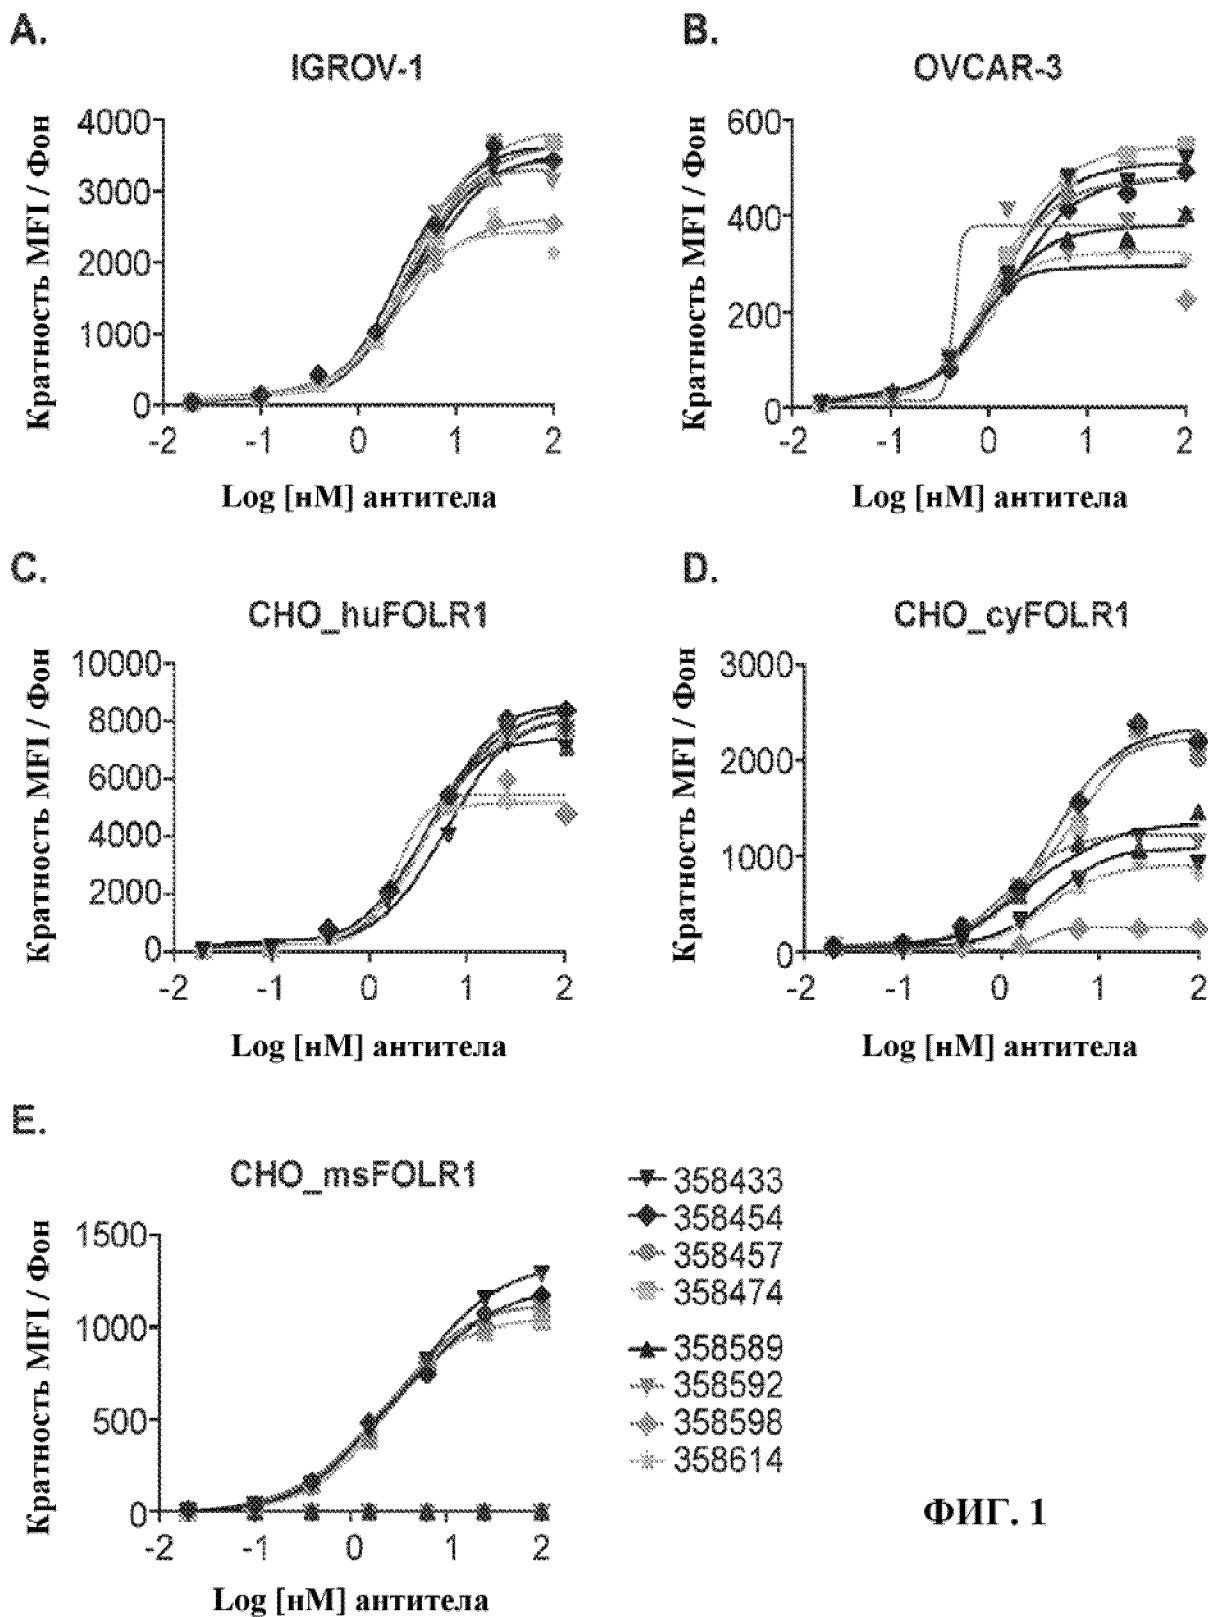 A.
IGROV-1
Кратность MFI / Фон
4000
3000
2000
1000
0
-2 -1 0 1 2
Log [нМ] антитела
B.
OVCAR-3
Кратность MFI / Фон
600
400
200
0
-2 -1 0 1 2
Log [нМ] антитела
C.
CHO_huFOLR1
Кратность MFI / Фон
10000
8000
6000
4000
2000
0
-2 -1 0 1 2
Log [нМ] антитела
D.
CHO_cyFOLR1
Кратность MFI / Фон
3000
2000
1000
0
-2 -1 0 1 2
Log [нМ] антитела
E.
CHO_msFOLR1
Кратность MFI / Фон
1500
1000
500
0
-2 -1 0 1 2
Log [нМ] антитела
358433
358454
358457
358474
358589
358592
358598
358614
ФИГ. 1